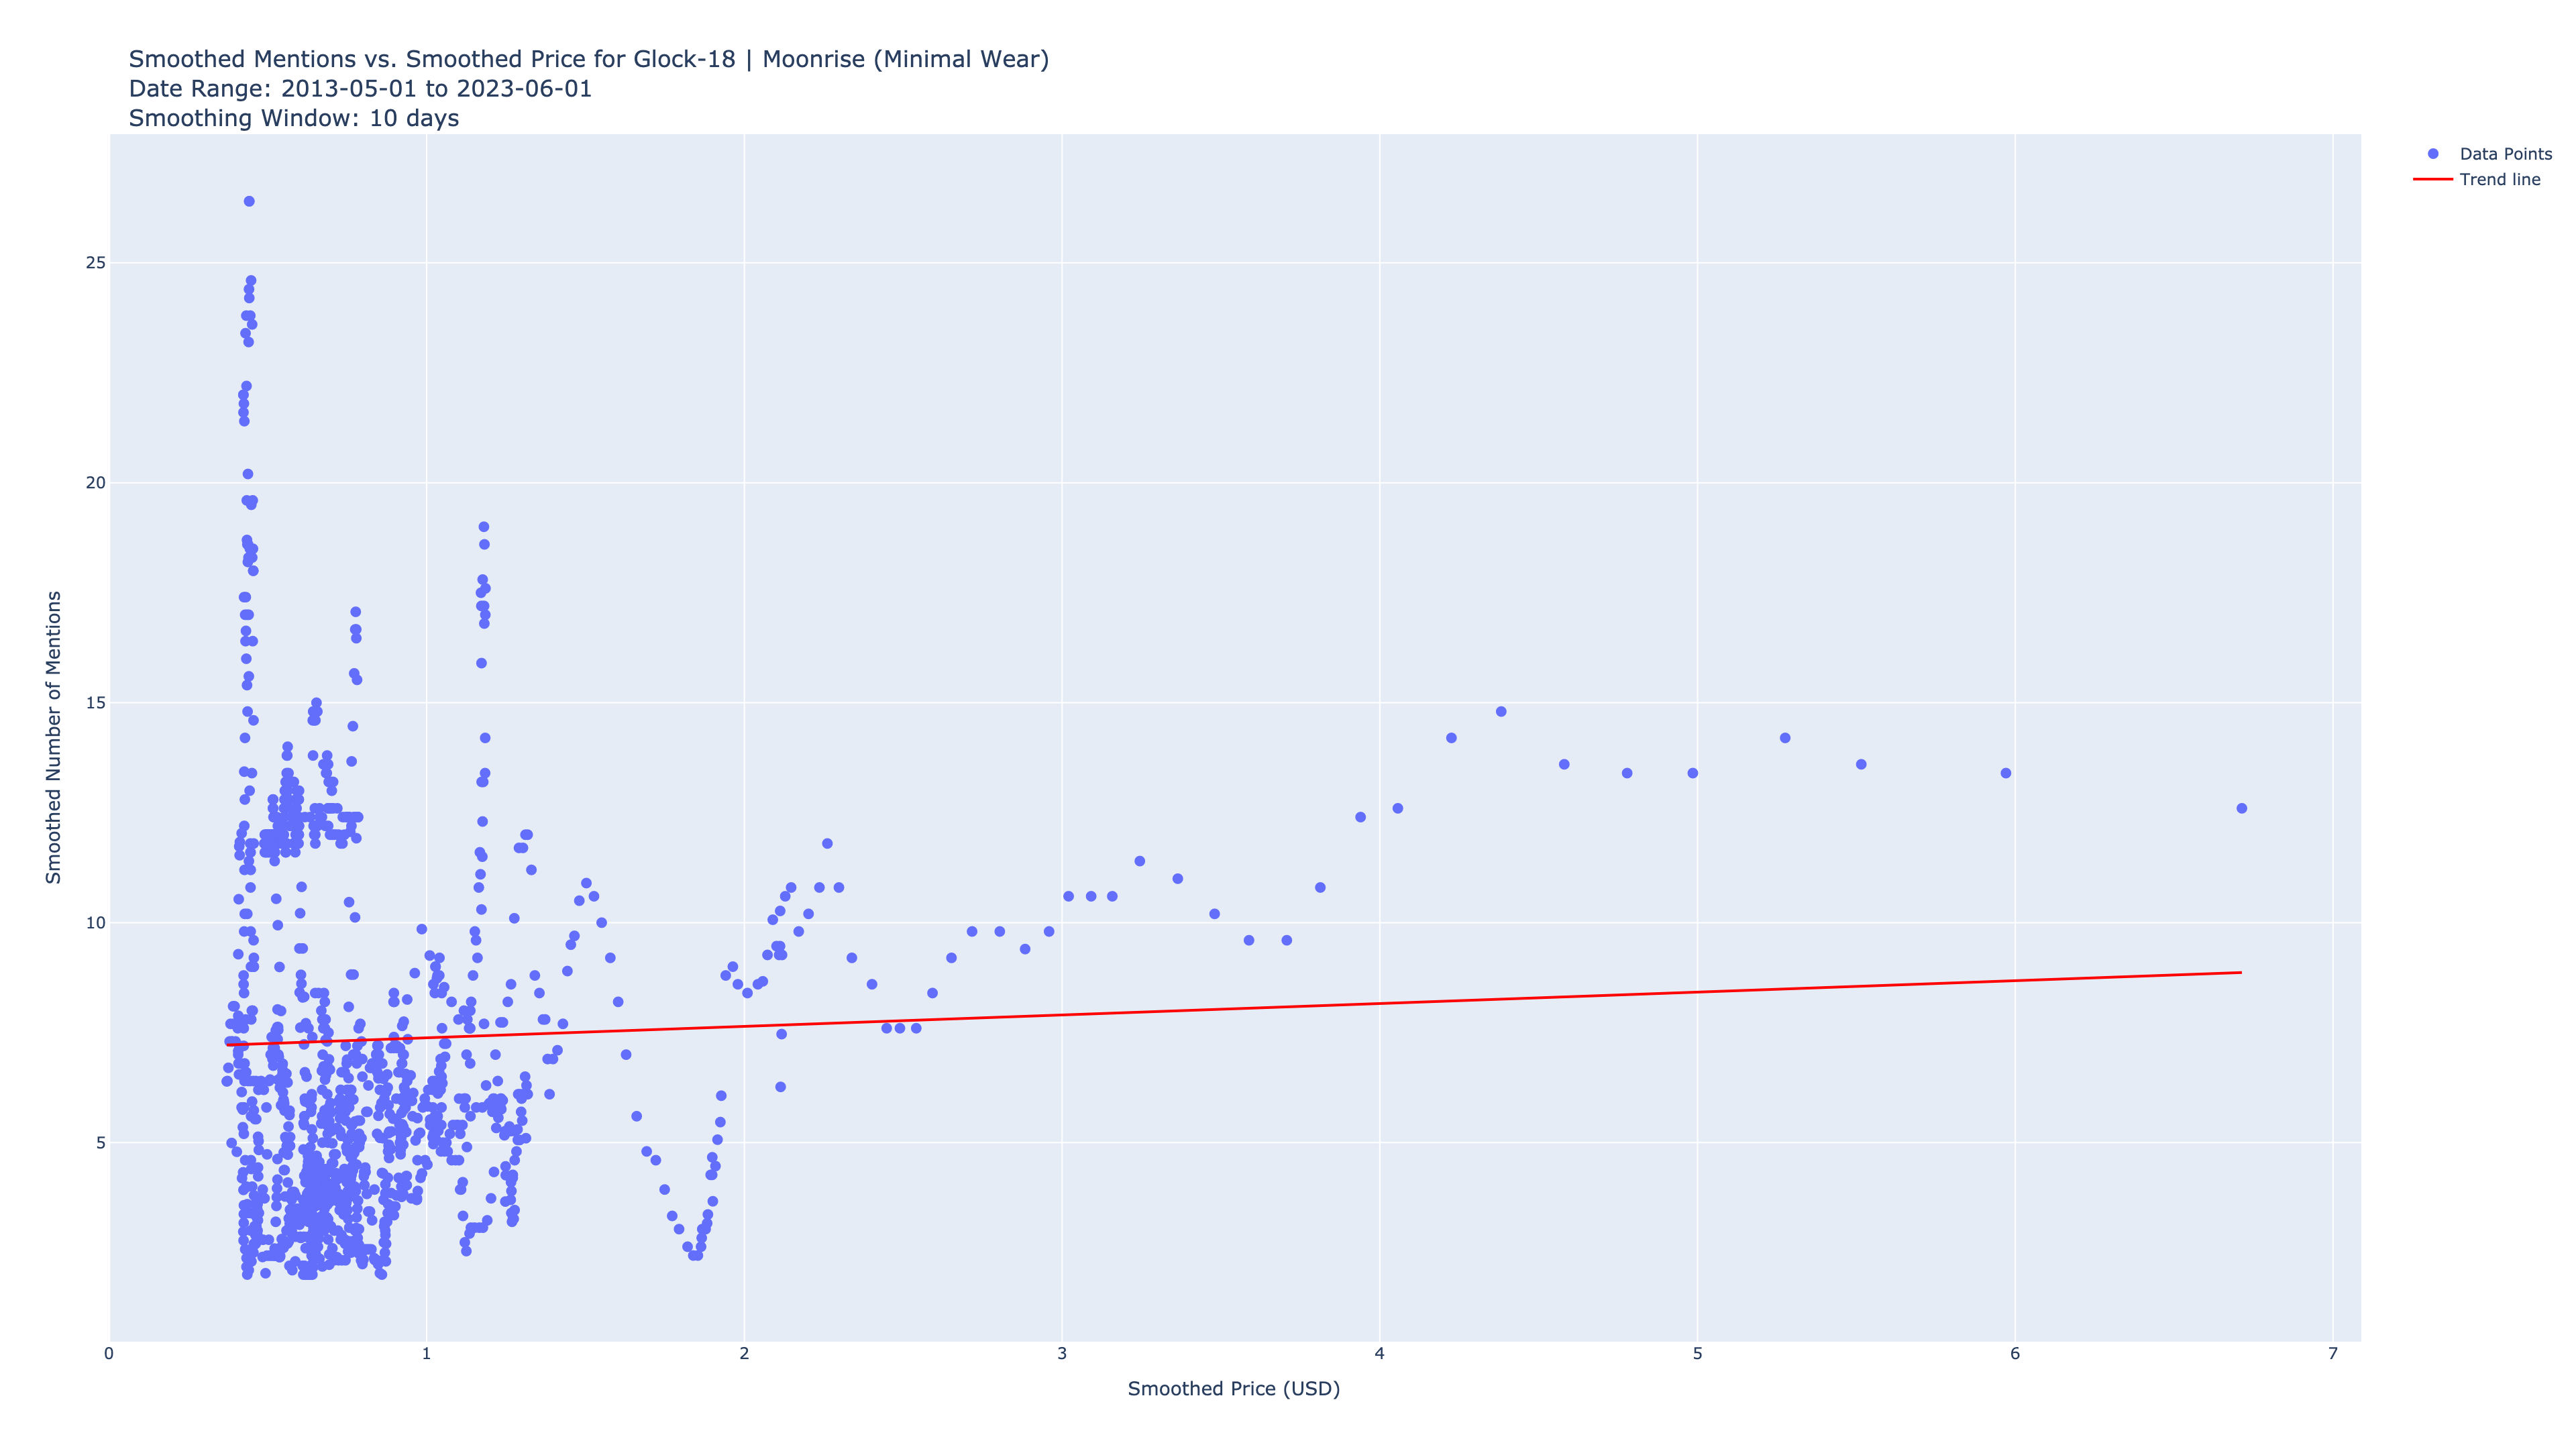 Smoothed Mentions vs. Smoothed Price for Glock-18 | Moonrise (Minimal Wear)
Date Range: 2013-05-01 to 2023-06-01
Smoothing Window: 10 days
Data Points
Trend line
25
20
15
10
5
Smoothed Number of Mentions
0 1 2 3 4 5 6 7
Smoothed Price (USD)